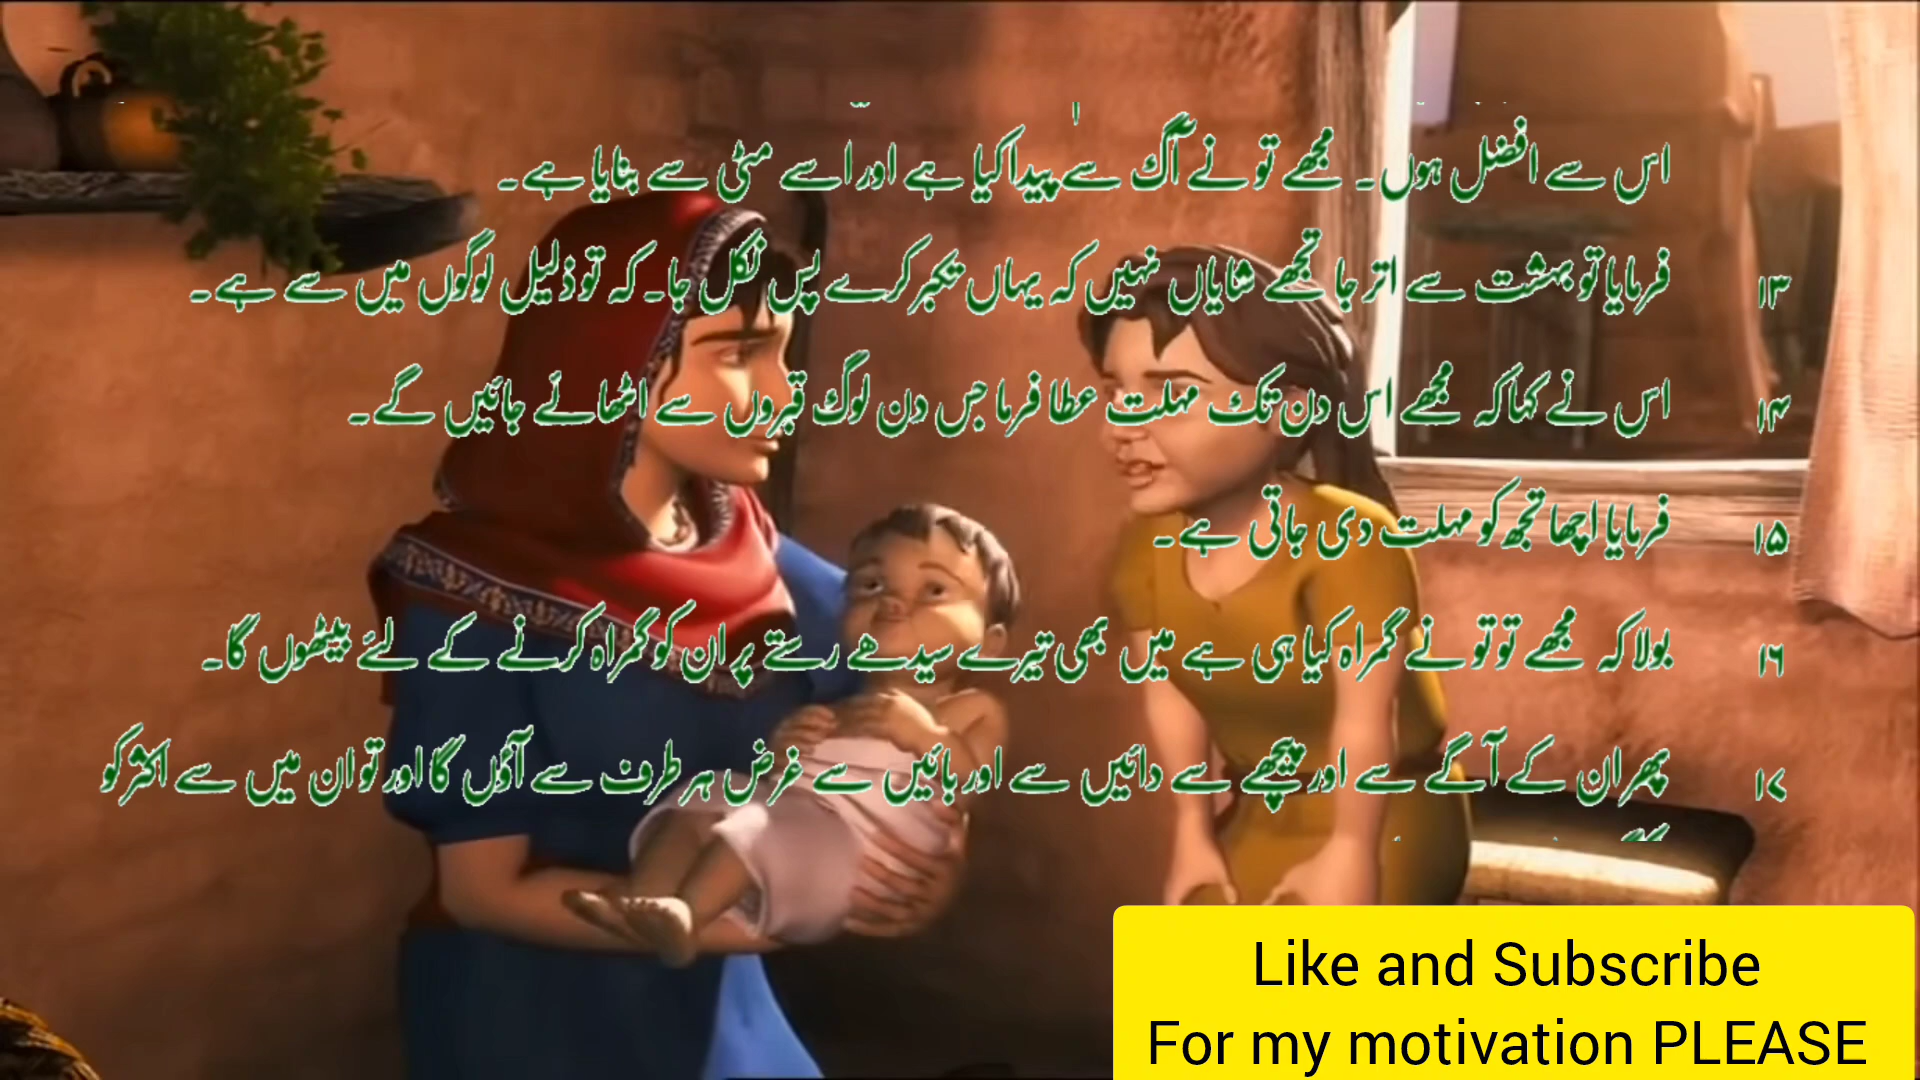 اس سے افضل ہوں۔ مجھے تو نے آگ سے پیدا کیا ہے اور اسے مٹی سے بنایا ہے۔
۱۳ فرمایا تو بہشت سے اتر جا تجھے شایاں نہیں کہ یہاں تکبر کرے پس نکل جا۔ کہ تو ذلیل لوگوں میں سے ہے۔
۱۴ اس نے کہا کہ مجھے اس دن تک مہلت عطا فرما جس دن لوگ قبروں سے اٹھائے جائیں گے۔
۱۵ فرمایا اچھا تجھ کو مہلت دی جاتی ہے۔
۱۶ بولا کہ مجھے تو تو نے گمراہ کیا ہی ہے میں بھی تیرے سیدھے رستے پر ان کو گمراہ کرنے کے لئے بیٹھوں گا۔
۱۷ پھر ان کے آگے سے اور پیچھے سے دائیں سے اور بائیں سے غرض ہر طرف سے آؤں گا اور تو ان میں سے اکثر کو
Like and Subscribe
For my motivation PLEASE